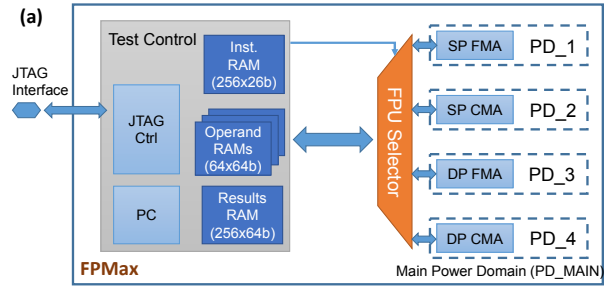 (a)
JTAG
Interface
Test Control
Inst.
RAM
(256x26b)
JTAG
Ctrl
Operand
RAMs
(64x64b)
PC
Results
RAM
(256x64b)
FPMax
FPU Selector
SP FMA
PD_1
SP CMA
PD_2
DP FMA
PD_3
DP CMA
PD_4
Main Power Domain (PD_MAIN)